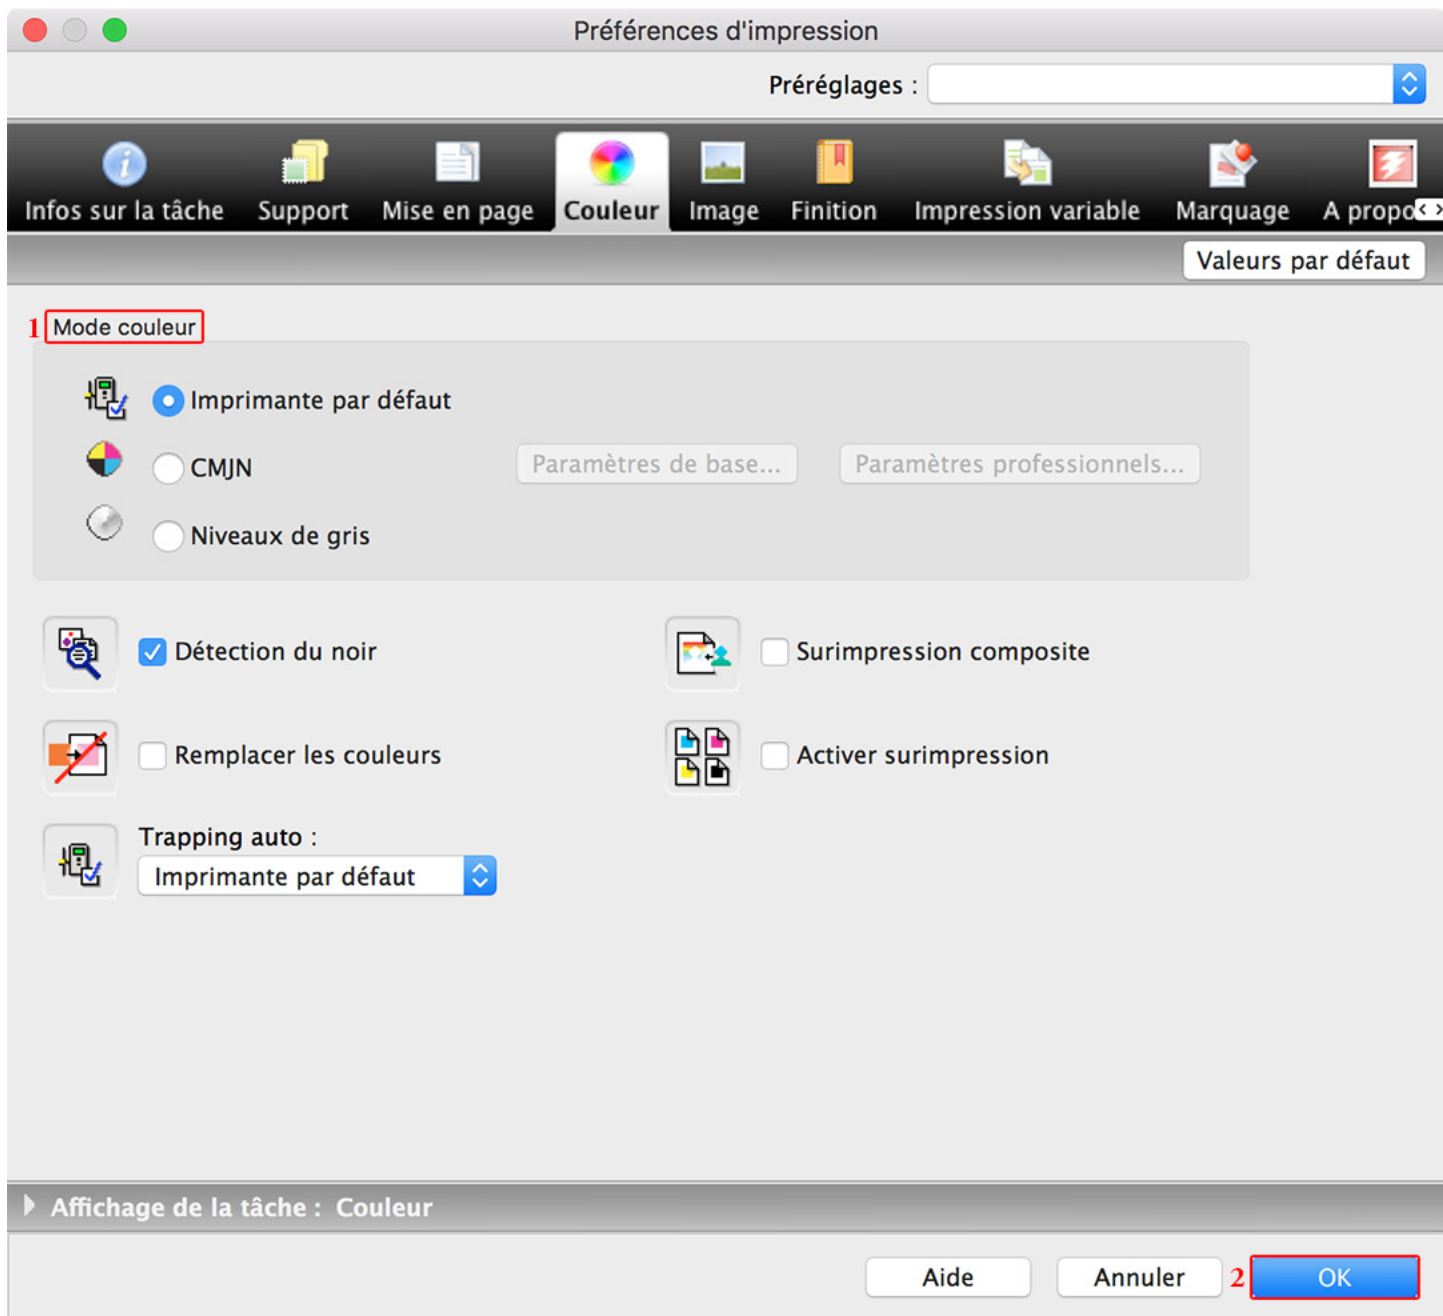 Préférences d'impression
Préréglages :
Infos sur la tâche Support Mise en page Couleur Image Finition Impression variable Marquage A propo
Valeurs par défaut
1 Mode couleur
Imprimante par défaut
CMJN Paramètres de base... Paramètres professionnels...
Niveaux de gris
Détection du noir Surimpression composite
Remplacer les couleurs Activer surimpression
Trapping auto :
Imprimante par défaut
Affichage de la tâche : Couleur
Aide Annuler 2 OK